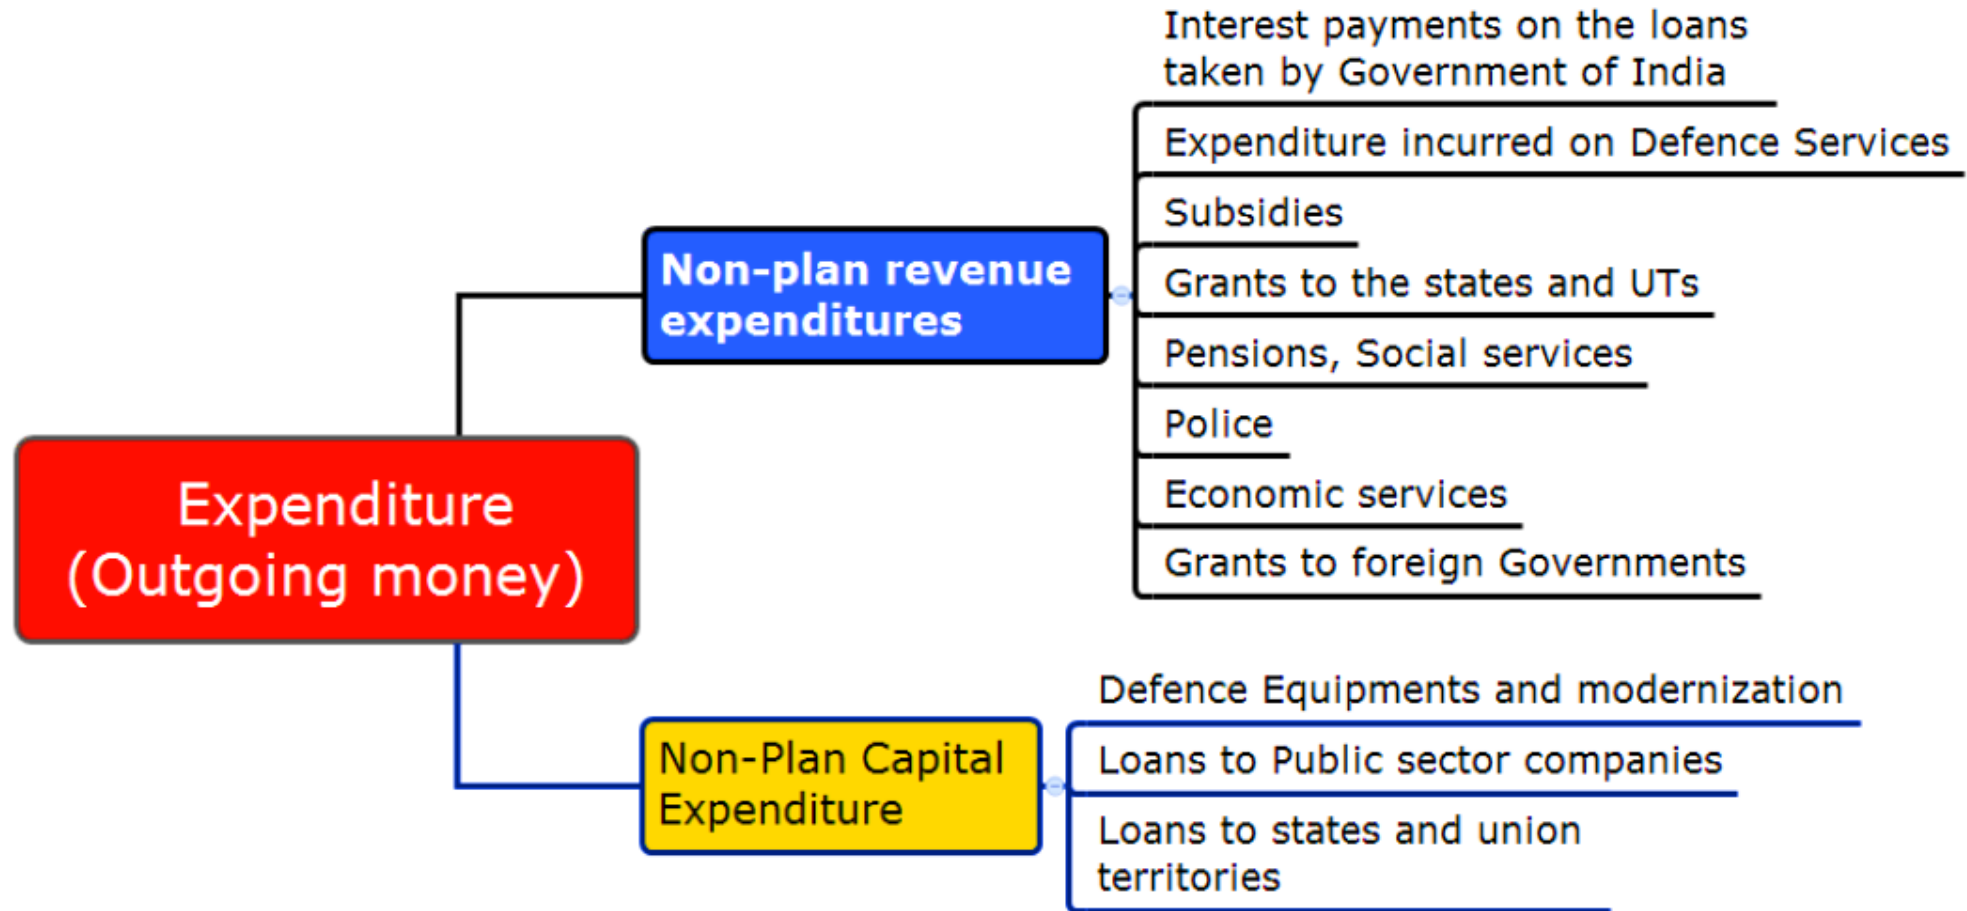 Interest payments on the loans
taken by Government of India
Expenditure incurred on Defence Services
Subsidies
Non-plan revenue
expenditures
Grants to the states and UTs
Pensions, Social services
Police
Economic services
Grants to foreign Governments
Expenditure
(Outgoing money)
Defence Equipments and modernization
Non-Plan Capital
Expenditure
Loans to Public sector companies
Loans to states and union
territories